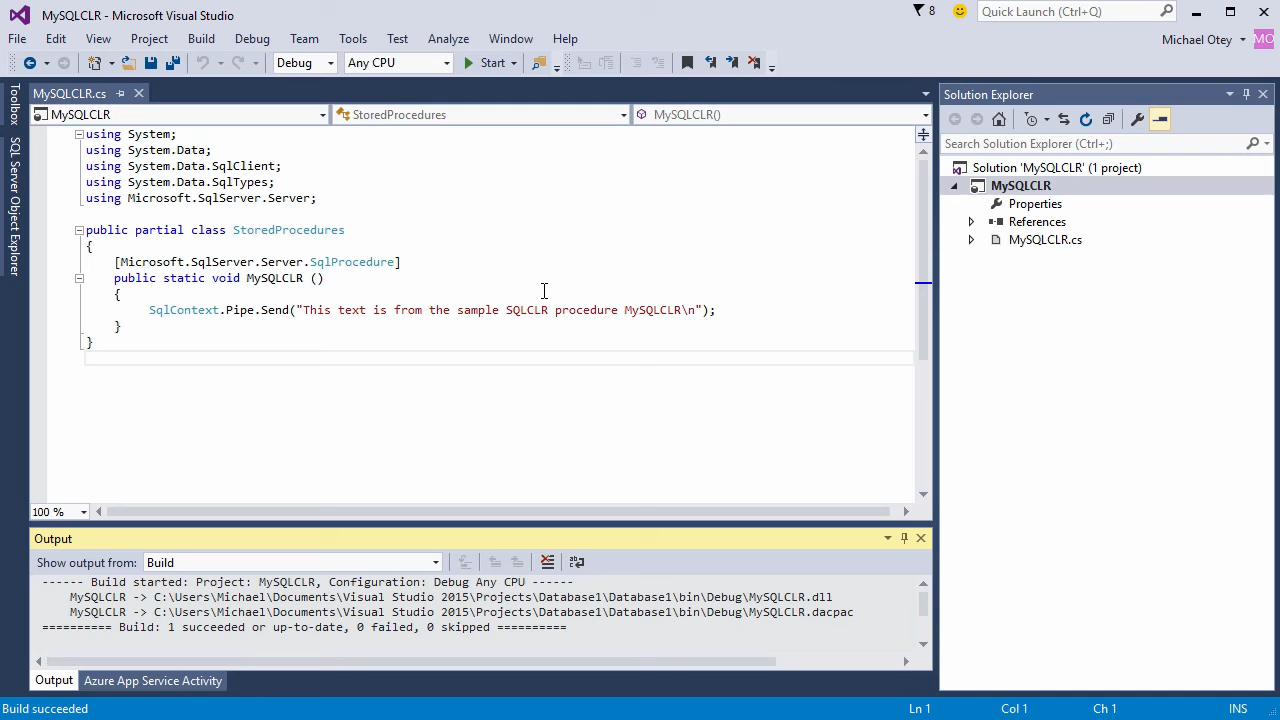 MySQLCLR - Microsoft Visual Studio
8
Quick Launch (Ctrl+Q)
File Edit View Project Build Debug Team Tools Test Analyze Window Help
Michael Otey
MO
Debug
Any CPU
Start
Toolbox
SQL Server Object Explorer
MySQLCLR.cs
MySQLCLR
StoredProcedures
MySQLCLR()
using System;
using System.Data;
using System.Data.SqlClient;
using System.Data.SqlTypes;
using Microsoft.SqlServer.Server;
public partial class StoredProcedures
{
[Microsoft.SqlServer.Server.SqlProcedure]
public static void MySQLCLR ()
{
SqlContext.Pipe.Send("This text is from the sample SQLCLR procedure MySQLCLR\n");
}
}
100 %
Output
Show output from: Build
------ Build started: Project: MySQLCLR, Configuration: Debug Any CPU ------
MySQLCLR -> C:\Users\Michael\Documents\Visual Studio 2015\Projects\Database1\Database1\bin\Debug\MySQLCLR.dll
MySQLCLR -> C:\Users\Michael\Documents\Visual Studio 2015\Projects\Database1\Database1\bin\Debug\MySQLCLR.dacpac
========== Build: 1 succeeded or up-to-date, 0 failed, 0 skipped ==========
Output
Azure App Service Activity
Solution Explorer
Search Solution Explorer (Ctrl+;)
Solution 'MySQLCLR' (1 project)
MySQLCLR
Properties
References
MySQLCLR.cs
Build succeeded
Ln 1 Col 1 Ch 1 INS